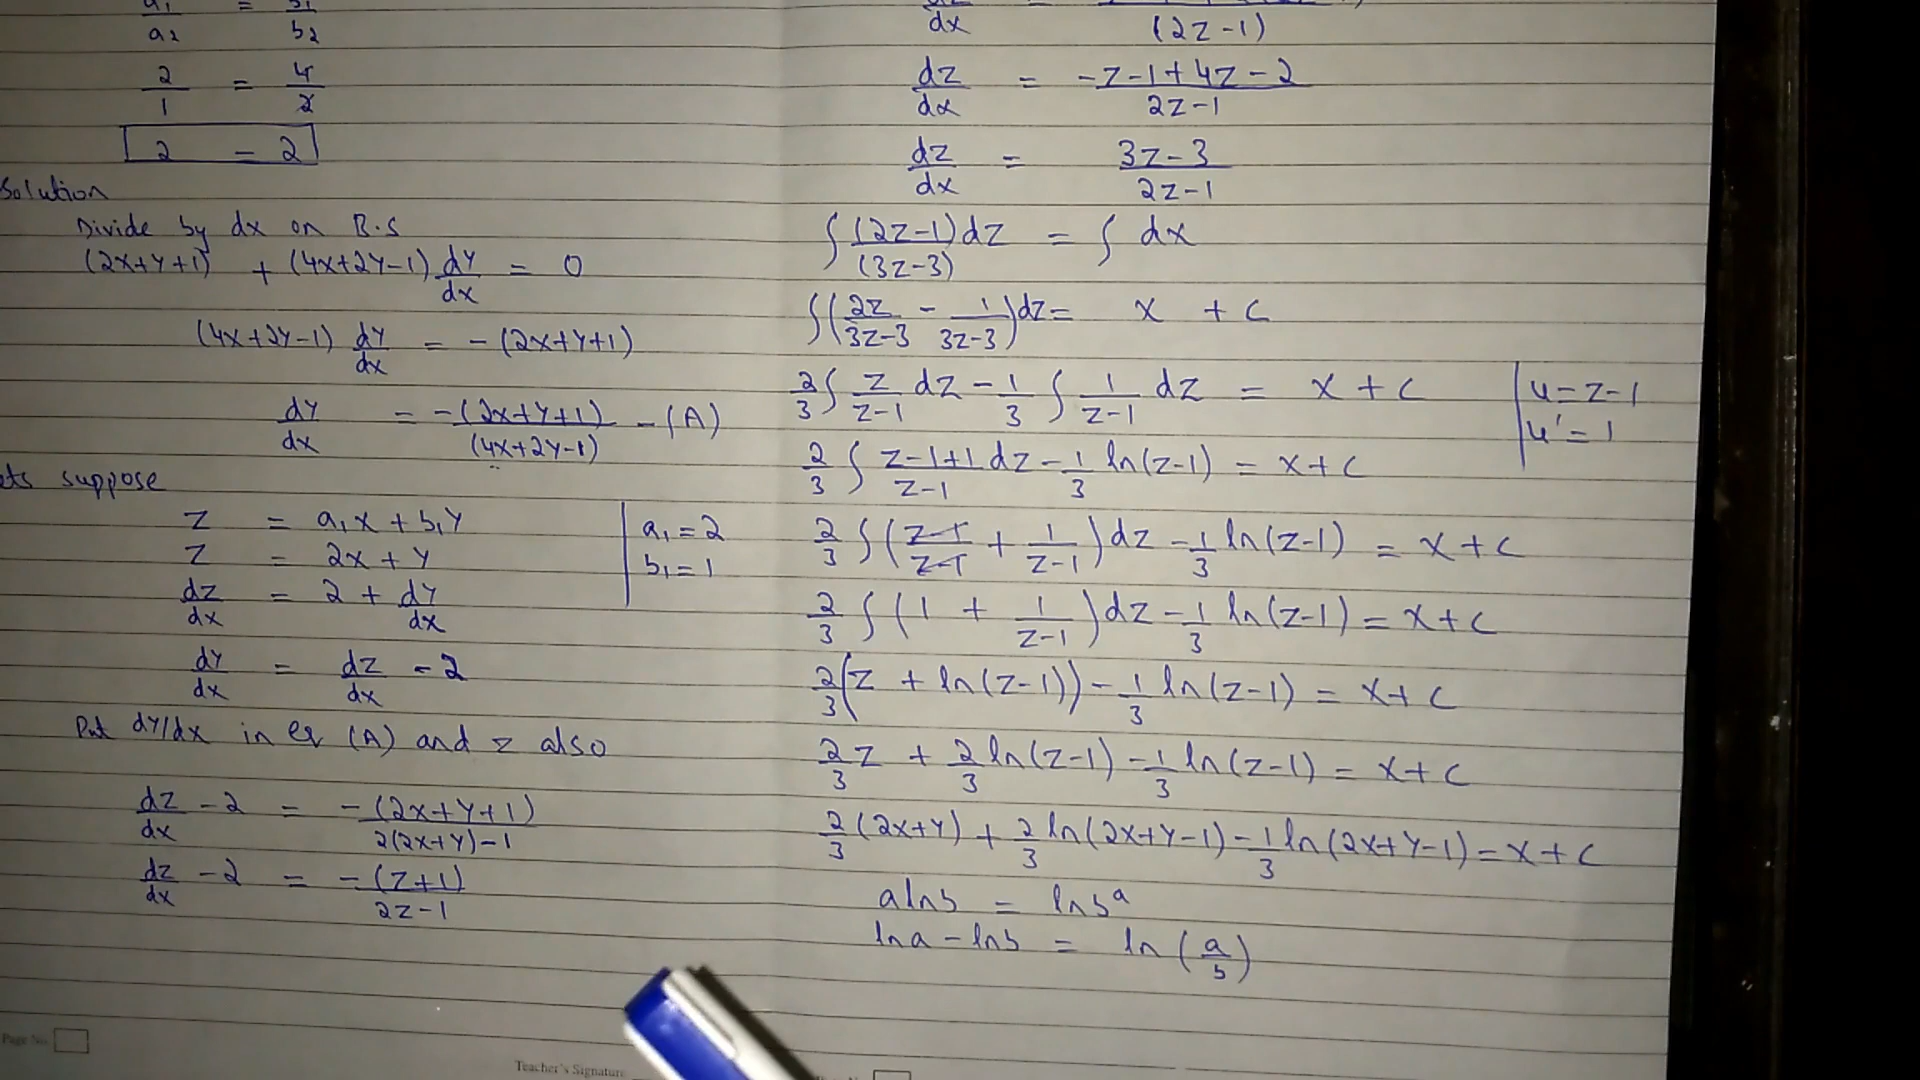 a₁/a₂ = b₁/b₂
2/1 = 4/2
2 = 2
Solution
Divide by dx on B.S
(2x+y+1) + (4x+2y-1) dy/dx = 0
(4x+2y-1) dy/dx = -(2x+y+1)
dy/dx = -(2x+y+1)/(4x+2y-1) - (A)
ets suppose
z = a₁x + b₁y
a₁ = 2
z = 2x + y
b₁ = 1
dz/dx = 2 + dy/dx
dy/dx = dz/dx - 2
Put dy/dx in eq (A) and z also
dz/dx - 2 = -(2x+y+1)/2(2x+y)-1
dz/dx - 2 = -(z+1)/2z-1
dx (2z-1)
dz/dx = -z-1+4z-2/2z-1
dz/dx = 3z-3/2z-1
∫ (2z-1)dz/(3z-3) = ∫ dx
∫(2z/3z-3 - 1/3z-3)dz = x + c
2/3 ∫ z/z-1 dz - 1/3 ∫ 1/z-1 dz = x + c
u = z-1
u' = 1
2/3 ∫ z-1+1/z-1 dz - 1/3 ln(z-1) = x+c
2/3 ∫ (z-1/z-1 + 1/z-1)dz - 1/3 ln(z-1) = x+c
2/3 ∫ (1 + 1/z-1)dz - 1/3 ln(z-1) = x+c
2/3(z + ln(z-1)) - 1/3 ln(z-1) = x+c
2/3 z + 2/3 ln(z-1) - 1/3 ln(z-1) = x+c
2/3(2x+y) + 2/3 ln(2x+y-1) - 1/3 ln(2x+y-1) = x+c
a ln b = ln bᵃ
ln a - ln b = ln (a/b)
Page No.
Teacher's Signature